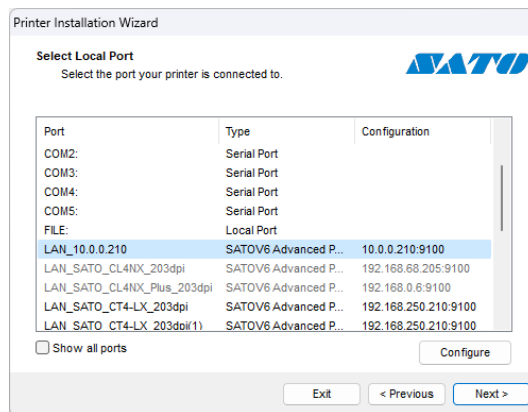 Printer Installation Wizard
Select Local Port
Select the port your printer is connected to.
SATO
Port Type Configuration
COM2: Serial Port
COM3: Serial Port
COM4: Serial Port
COM5: Serial Port
FILE: Local Port
LAN_10.0.0.210 SATOV6 Advanced P... 10.0.0.210:9100
LAN_SATO_CL4NX_203dpi SATOV6 Advanced P... 192.168.68.205:9100
LAN_SATO_CL4NX_Plus_203dpi SATOV6 Advanced P... 192.168.0.6:9100
LAN_SATO_CT4-LX_203dpi SATOV6 Advanced P... 192.168.250.210:9100
LAN_SATO_CT4-LX_203dpi(1) SATOV6 Advanced P... 192.168.250.210:9100
Show all ports
Configure
Exit < Previous Next >